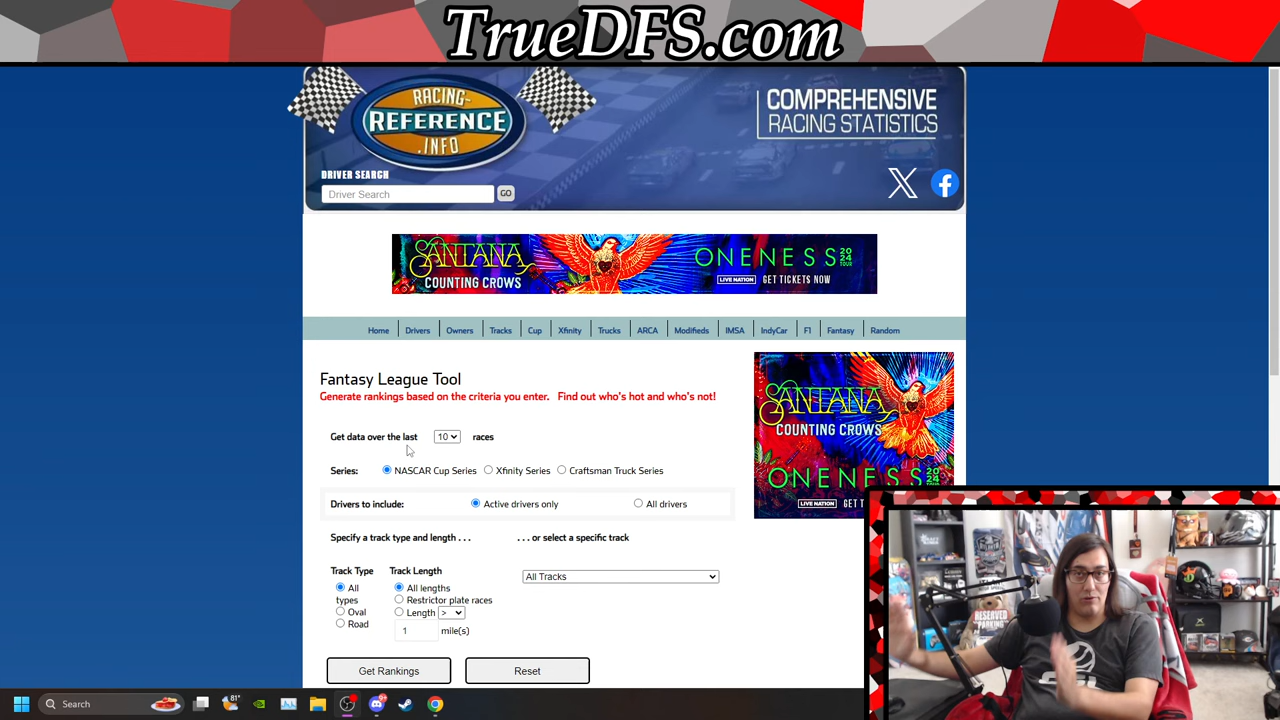 TrueDFS.com
RACING-
REFERENCE
.INFO
COMPREHENSIVE
RACING STATISTICS
DRIVER SEARCH
Driver Search
GO
SANTANA
COUNTING CROWS
ONENESS
2024
TOUR
LIVE NATION GET TICKETS NOW
Home Drivers Owners Tracks Cup Xfinity Trucks ARCA Modifieds IMSA IndyCar F1 Fantasy Random
Fantasy League Tool
Generate rankings based on the criteria you enter. Find out who's hot and who's not!
Get data over the last 10 races
Series: NASCAR Cup Series Xfinity Series Craftsman Truck Series
Drivers to include: Active drivers only All drivers
Specify a track type and length . . . . . . or select a specific track
Track Type
All types
Oval
Road
Track Length
All lengths
Restrictor plate races
Length >
1 mile(s)
All Tracks
Get Rankings Reset
SANTANA
COUNTING CROWS
ONENESS
LIVE NATION GET T
RESERVED
PARKING
Search
81°